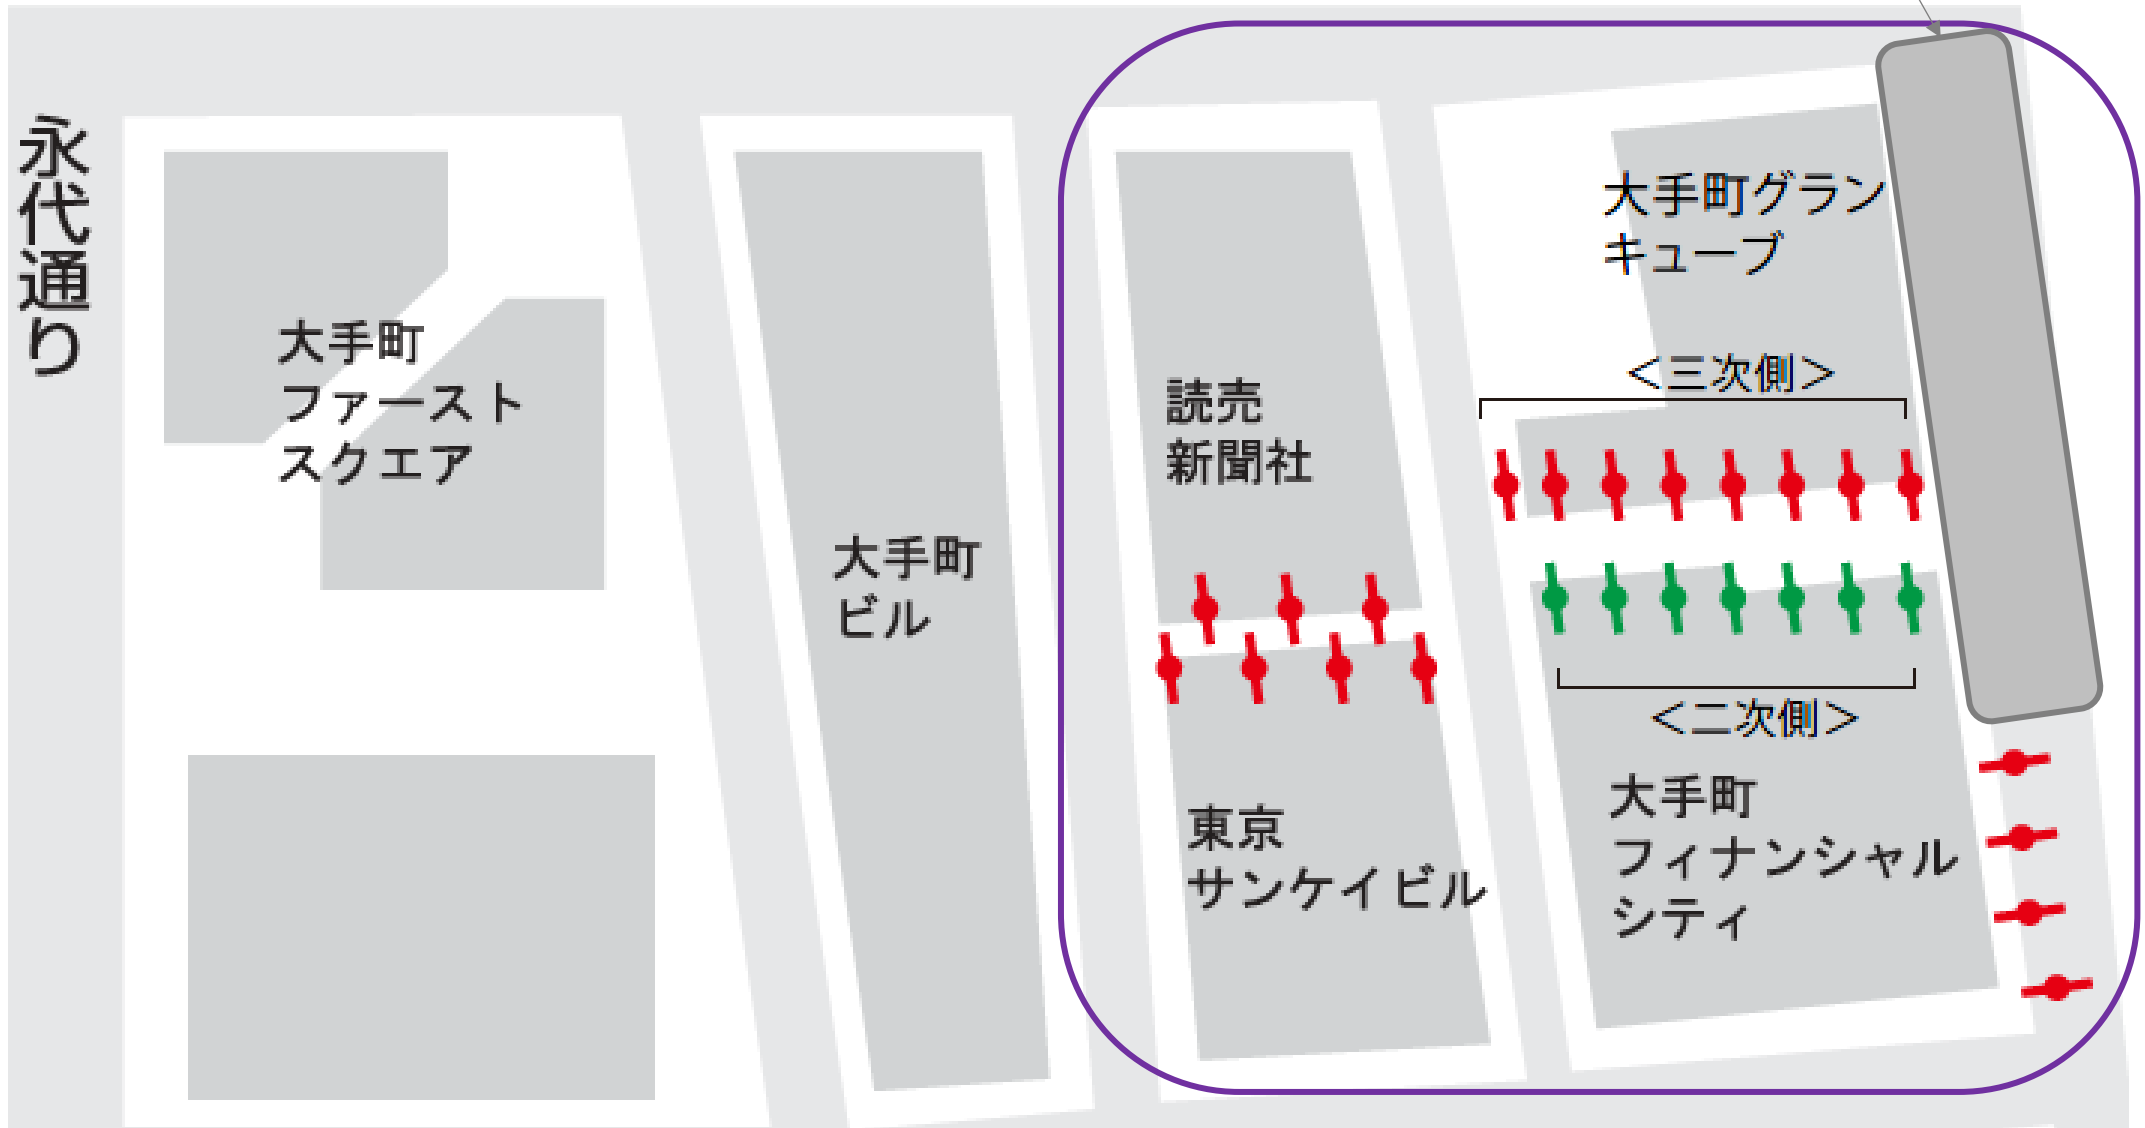 永代通り
大手町
ファースト
スクエア
大手町
ビル
読売
新聞社
東京
サンケイビル
大手町グラン
キューブ
＜三次側＞
＜二次側＞
大手町
フィナンシャル
シティ